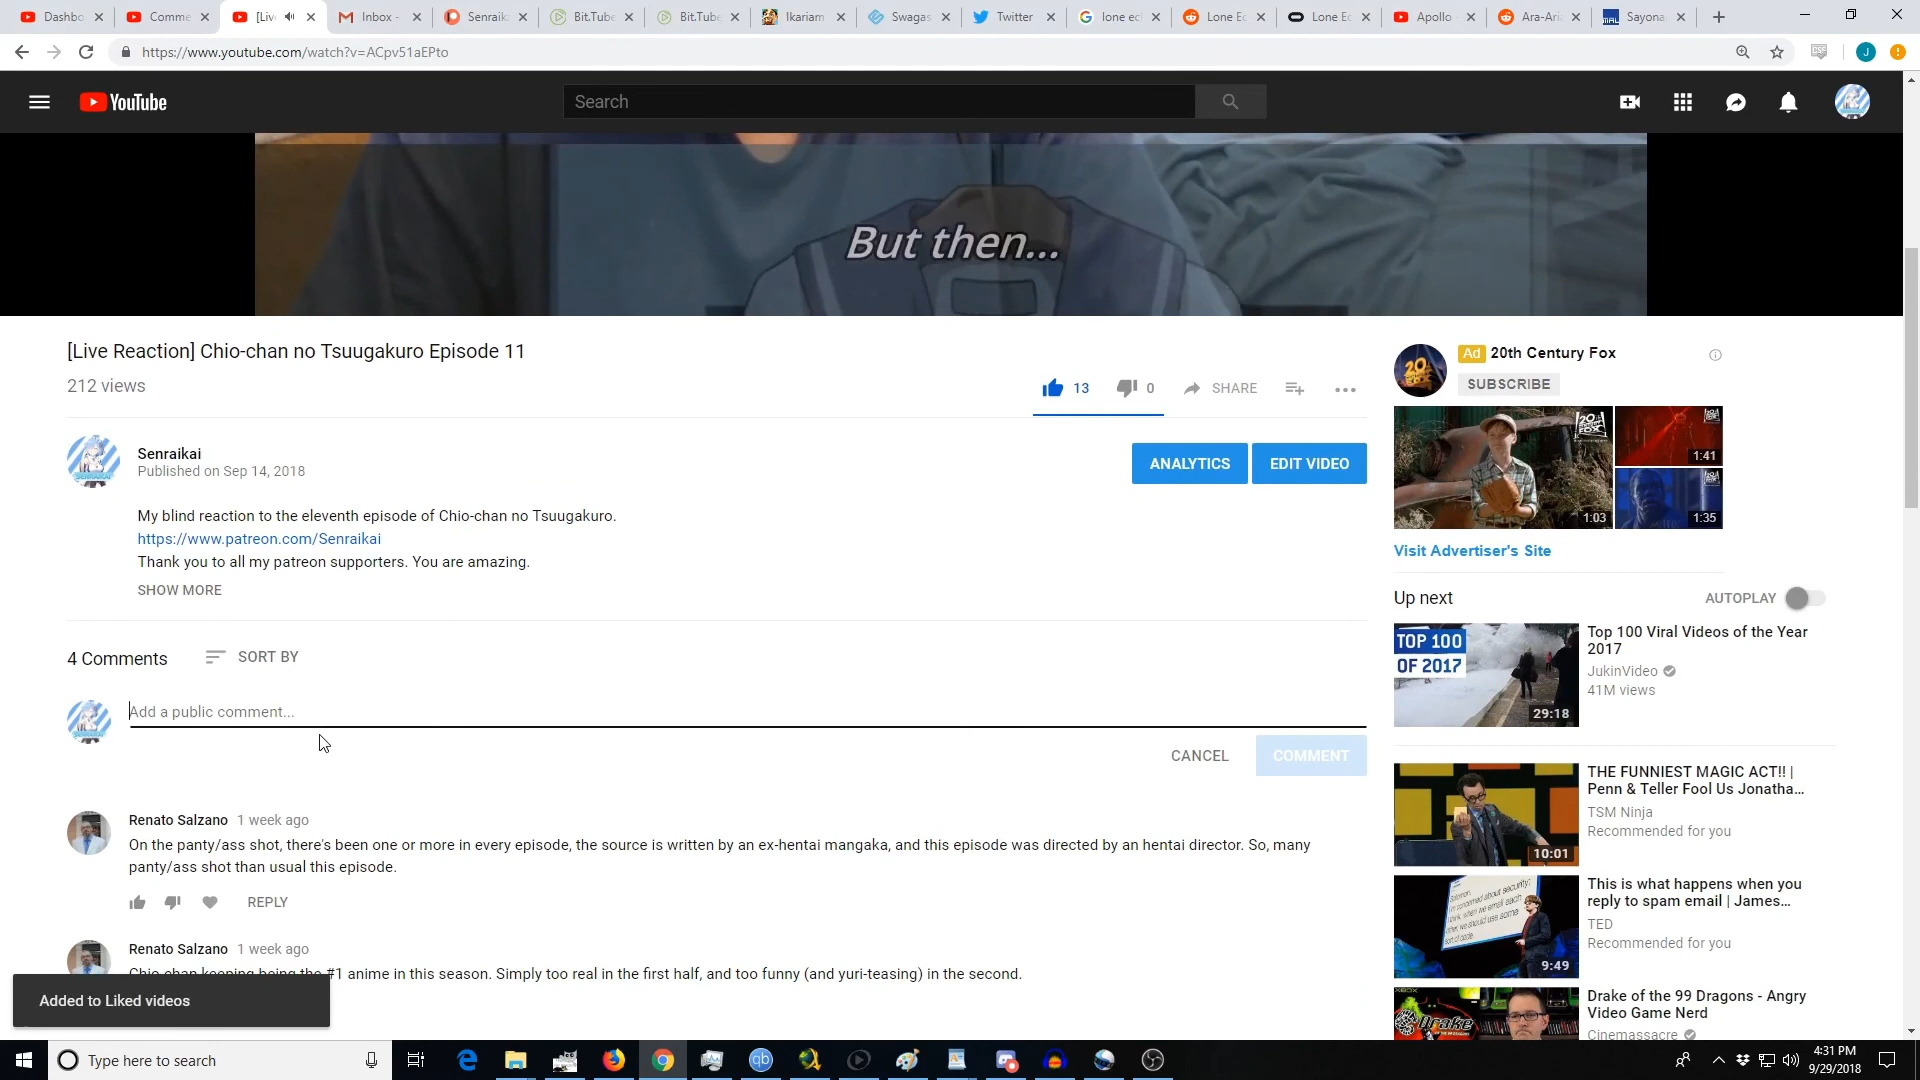 Dashbo
Comme
[Liv
Inbox -
Senraik
Bit.Tube
Bit.Tube
Ikariam
Swagas
Twitter
lone ec
Lone Ec
Lone Ec
Apollo
Ara-Ara
Sayona
https://www.youtube.com/watch?v=ACpv51aEPto
YouTube
Search
But then...
[Live Reaction] Chio-chan no Tsuugakuro Episode 11
212 views
13
0
SHARE
Senraikai
Published on Sep 14, 2018
ANALYTICS
EDIT VIDEO
My blind reaction to the eleventh episode of Chio-chan no Tsuugakuro.
https://www.patreon.com/Senraikai
Thank you to all my patreon supporters. You are amazing.
SHOW MORE
4 Comments
SORT BY
Add a public comment...
CANCEL
COMMENT
Renato Salzano 1 week ago
On the panty/ass shot, there's been one or more in every episode, the source is written by an ex-hentai mangaka, and this episode was directed by an hentai director. So, many
panty/ass shot than usual this episode.
REPLY
Renato Salzano 1 week ago
Chio-chan keeping being the #1 anime in this season. Simply too real in the first half, and too funny (and yuri-teasing) in the second.
Added to Liked videos
Ad 20th Century Fox
SUBSCRIBE
1:03
1:41
1:35
Visit Advertiser's Site
Up next
AUTOPLAY
TOP 100
OF 2017
29:18
Top 100 Viral Videos of the Year
2017
JukinVideo
41M views
10:01
THE FUNNIEST MAGIC ACT!! |
Penn & Teller Fool Us Jonatha...
TSM Ninja
Recommended for you
9:49
This is what happens when you
reply to spam email | James...
TED
Recommended for you
Drake of the 99 Dragons - Angry
Video Game Nerd
Cinemassacre
Type here to search
4:31 PM
9/29/2018